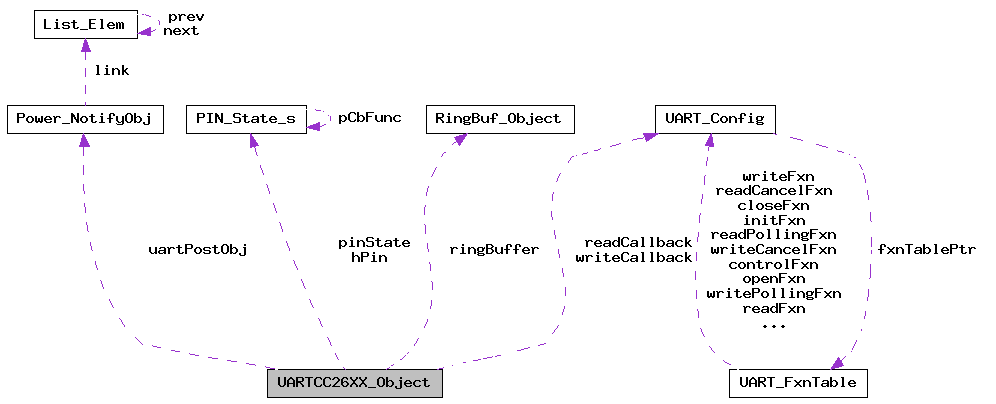 List_Elem
prev
next
link
Power_NotifyObj
PIN_State_s
pCbFunc
RingBuf_Object
UART_Config
uartPostObj
pinState
hPin
ringBuffer
readCallback
writeCallback
writeFxn
readCancelFxn
closeFxn
initFxn
readPollingFxn
writeCancelFxn
controlFxn
openFxn
writePollingFxn
readFxn
...
fxnTablePtr
UARTCC26XX_Object
UART_FxnTable